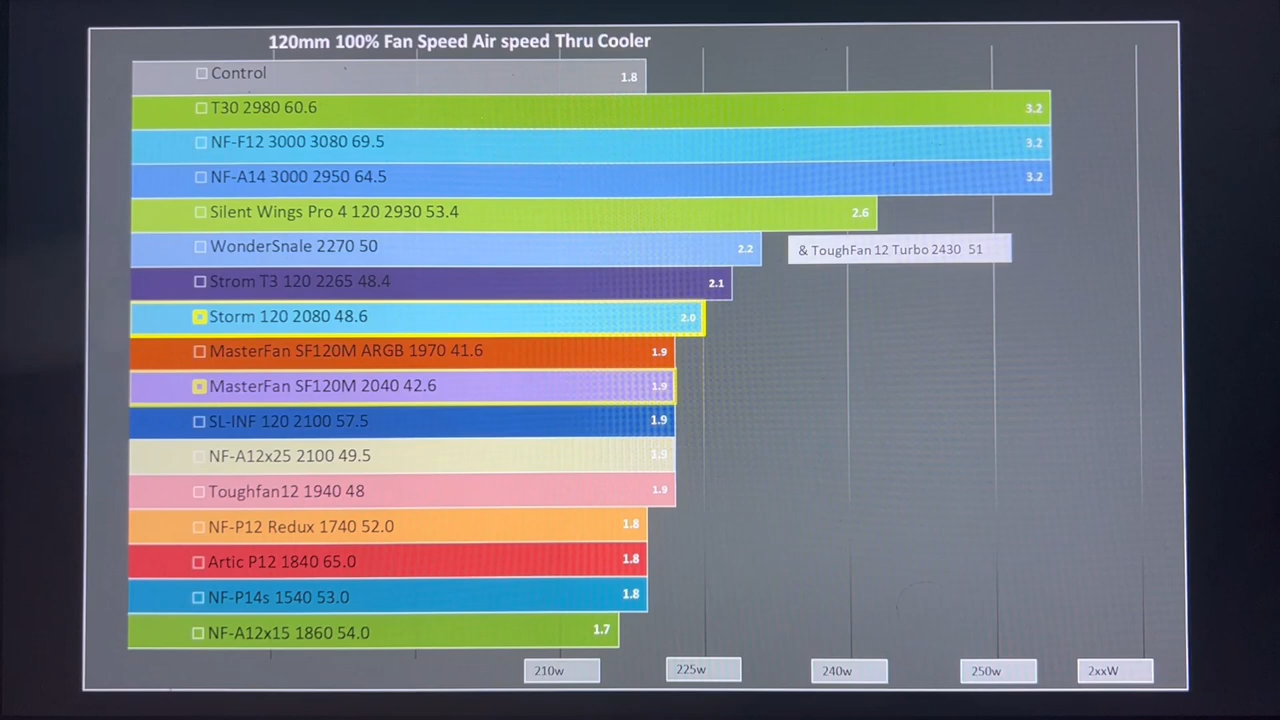 120mm 100% Fan Speed Air speed Thru Cooler
Control 1.8
T30 2980 60.6 3.2
NF-F12 3000 3080 69.5 3.2
NF-A14 3000 2950 64.5 3.2
Silent Wings Pro 4 120 2930 53.4 2.6
WonderSnale 2270 50 2.2 & ToughFan 12 Turbo 2430 51
Strom T3 120 2265 48.4 2.1
Storm 120 2080 48.6 2.0
MasterFan SF120M ARGB 1970 41.6 1.9
MasterFan SF120M 2040 42.6 1.9
SL-INF 120 2100 57.5 1.9
NF-A12x25 2100 49.5 1.9
Toughfan12 1940 48 1.9
NF-P12 Redux 1740 52.0 1.8
Artic P12 1840 65.0 1.8
NF-P14s 1540 53.0 1.8
NF-A12x15 1860 54.0 1.7
210w 225w 240w 250w 2xxW